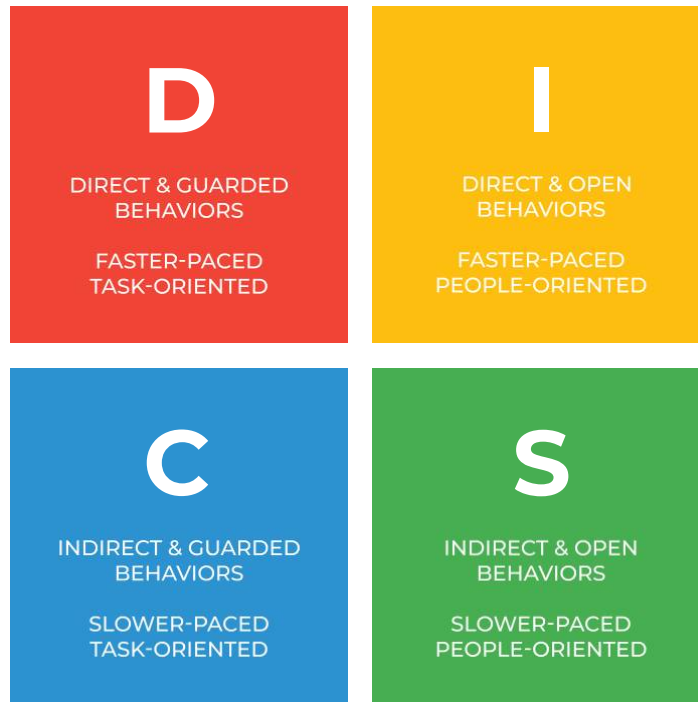 D
DIRECT & GUARDED
BEHAVIORS
FASTER-PACED
TASK-ORIENTED
I
DIRECT & OPEN
BEHAVIORS
FASTER-PACED
PEOPLE-ORIENTED
C
INDIRECT & GUARDED
BEHAVIORS
SLOWER-PACED
TASK-ORIENTED
S
INDIRECT & OPEN
BEHAVIORS
SLOWER-PACED
PEOPLE-ORIENTED